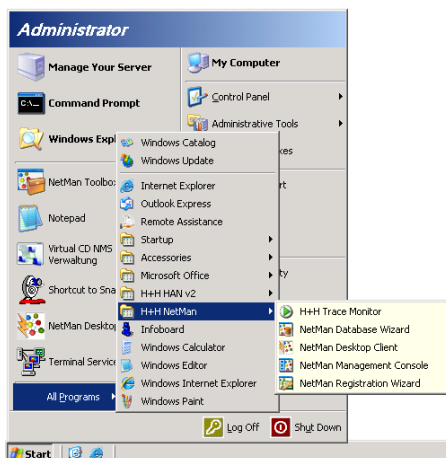 Administrator
Manage Your Server
My Computer
C:\_
Command Prompt
Control Panel
Administrative Tools
Windows Expl
Windows Catalog
Windows Update
NetMan Toolbo
Internet Explorer
Outlook Express
Notepad
Remote Assistance
Virtual CD NMS
Verwaltung
Startup
Accessories
Microsoft Office
Shortcut to Sna
H+H HAN v2
H+H NetMan
H+H Trace Monitor
NetMan Deskto
Infoboard
NetMan Database Wizard
Windows Calculator
NetMan Desktop Client
Terminal Service
Windows Editor
NetMan Management Console
Windows Internet Explorer
NetMan Registration Wizard
All Programs
Windows Paint
Log Off
Shut Down
Start